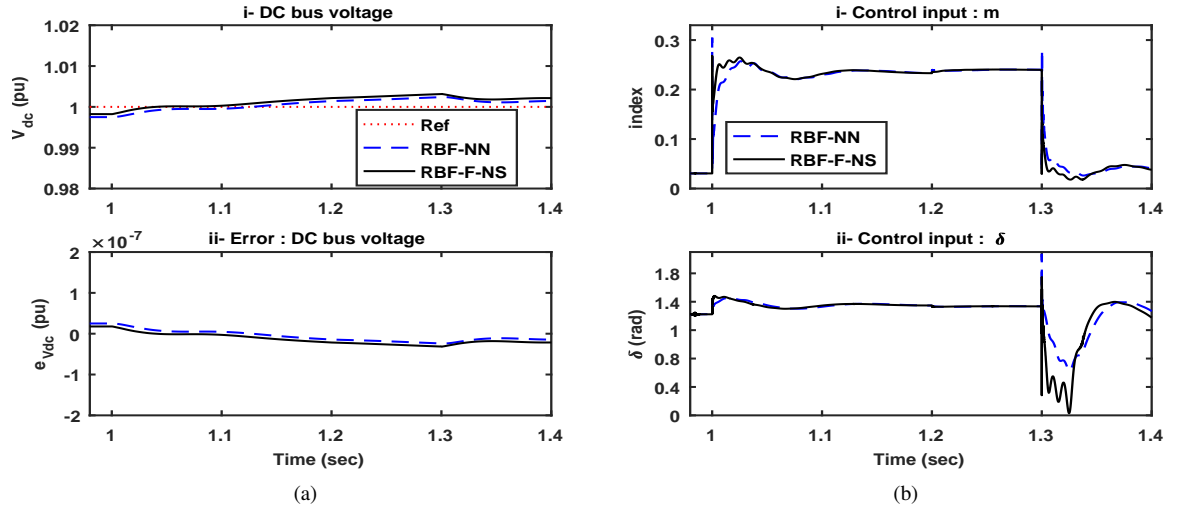 i- DC bus voltage
1.02
1.01
1
0.99
0.98
V_dc (pu)
Ref
RBF-NN
RBF-F-NS
1 1.1 1.2 1.3 1.4
ii- Error : DC bus voltage
×10^-7
2
1
0
-1
-2
e_Vdc (pu)
1 1.1 1.2 1.3 1.4
Time (sec)
(a)
i- Control input : m
0.3
0.2
0.1
0
index
RBF-NN
RBF-F-NS
1 1.1 1.2 1.3 1.4
ii- Control input : δ
1.8
1.4
1.2
0.8
0.4
0
δ (rad)
1 1.1 1.2 1.3 1.4
Time (sec)
(b)